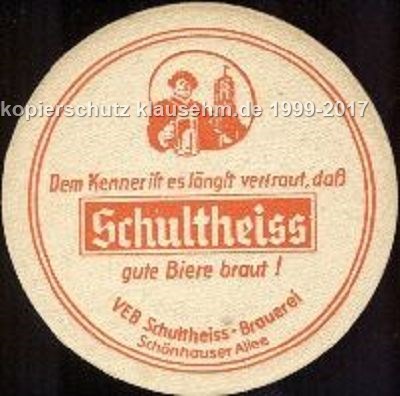 kopierschutz klausehm.de 1999-2017
Dem Kenner ist es längst vertraut, daß
Schultheiss
gute Biere braut!
VEB Schultheiss-Brauerei
Schönhauser Allee